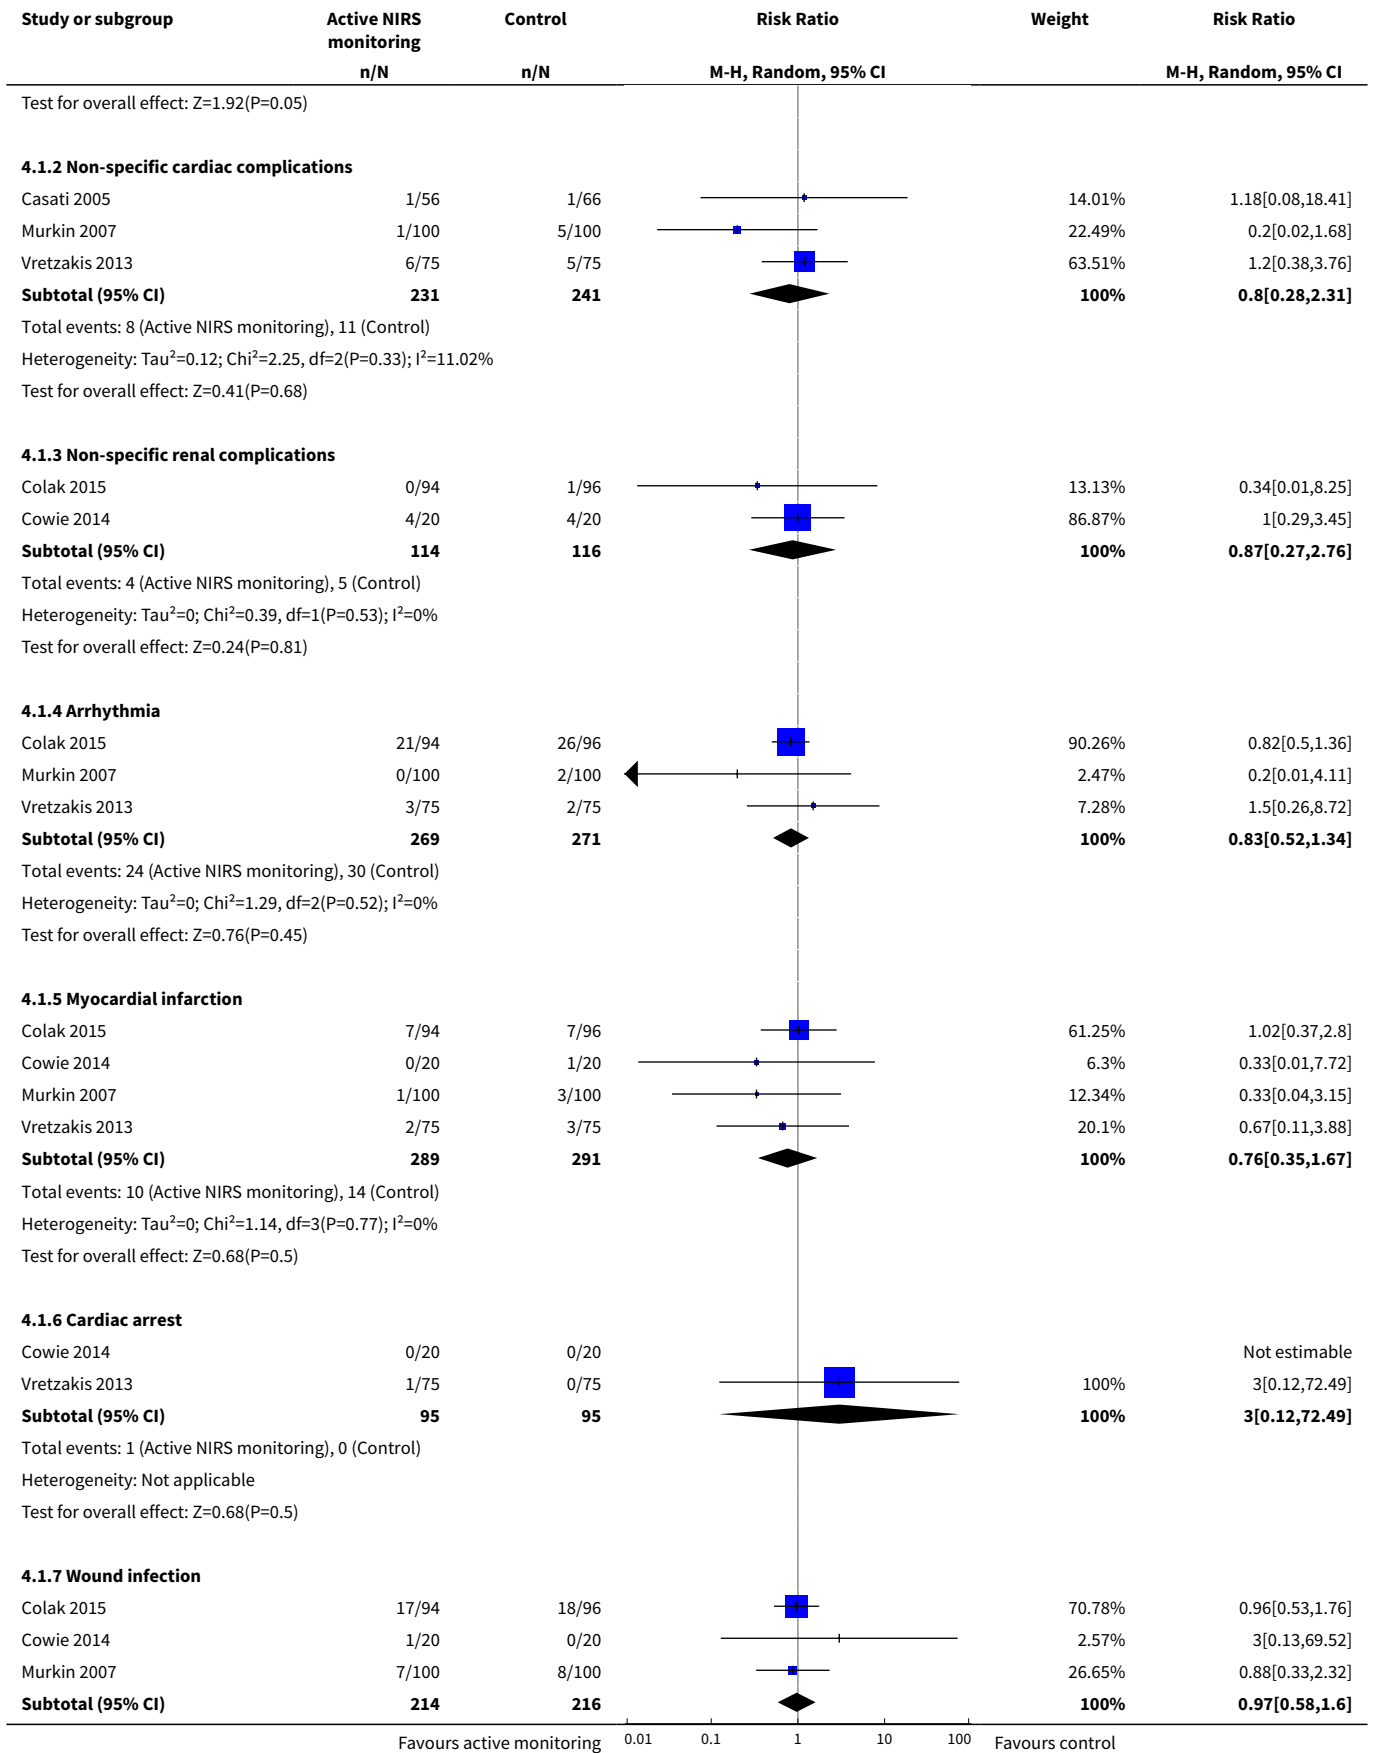 Study or subgroup Active NIRS monitoring Control Risk Ratio Weight Risk Ratio
n/N n/N M-H, Random, 95% CI M-H, Random, 95% CI
Test for overall effect: Z=1.92(P=0.05)
4.1.2 Non-specific cardiac complications
Casati 2005 1/56 1/66 14.01% 1.18[0.08,18.41]
Murkin 2007 1/100 5/100 22.49% 0.2[0.02,1.68]
Vretzakis 2013 6/75 5/75 63.51% 1.2[0.38,3.76]
Subtotal (95% CI) 231 241 100% 0.8[0.28,2.31]
Total events: 8 (Active NIRS monitoring), 11 (Control)
Heterogeneity: Tau²=0.12; Chi²=2.25, df=2(P=0.33); I²=11.02%
Test for overall effect: Z=0.41(P=0.68)
4.1.3 Non-specific renal complications
Colak 2015 0/94 1/96 13.13% 0.34[0.01,8.25]
Cowie 2014 4/20 4/20 86.87% 1[0.29,3.45]
Subtotal (95% CI) 114 116 100% 0.87[0.27,2.76]
Total events: 4 (Active NIRS monitoring), 5 (Control)
Heterogeneity: Tau²=0; Chi²=0.39, df=1(P=0.53); I²=0%
Test for overall effect: Z=0.24(P=0.81)
4.1.4 Arrhythmia
Colak 2015 21/94 26/96 90.26% 0.82[0.5,1.36]
Murkin 2007 0/100 2/100 2.47% 0.2[0.01,4.11]
Vretzakis 2013 3/75 2/75 7.28% 1.5[0.26,8.72]
Subtotal (95% CI) 269 271 100% 0.83[0.52,1.34]
Total events: 24 (Active NIRS monitoring), 30 (Control)
Heterogeneity: Tau²=0; Chi²=1.29, df=2(P=0.52); I²=0%
Test for overall effect: Z=0.76(P=0.45)
4.1.5 Myocardial infarction
Colak 2015 7/94 7/96 61.25% 1.02[0.37,2.8]
Cowie 2014 0/20 1/20 6.3% 0.33[0.01,7.72]
Murkin 2007 1/100 3/100 12.34% 0.33[0.04,3.15]
Vretzakis 2013 2/75 3/75 20.1% 0.67[0.11,3.88]
Subtotal (95% CI) 289 291 100% 0.76[0.35,1.67]
Total events: 10 (Active NIRS monitoring), 14 (Control)
Heterogeneity: Tau²=0; Chi²=1.14, df=3(P=0.77); I²=0%
Test for overall effect: Z=0.68(P=0.5)
4.1.6 Cardiac arrest
Cowie 2014 0/20 0/20 Not estimable
Vretzakis 2013 1/75 0/75 100% 3[0.12,72.49]
Subtotal (95% CI) 95 95 100% 3[0.12,72.49]
Total events: 1 (Active NIRS monitoring), 0 (Control)
Heterogeneity: Not applicable
Test for overall effect: Z=0.68(P=0.5)
4.1.7 Wound infection
Colak 2015 17/94 18/96 70.78% 0.96[0.53,1.76]
Cowie 2014 1/20 0/20 2.57% 3[0.13,69.52]
Murkin 2007 7/100 8/100 26.65% 0.88[0.33,2.32]
Subtotal (95% CI) 214 216 100% 0.97[0.58,1.6]
Favours active monitoring 0.01 0.1 1 10 100 Favours control